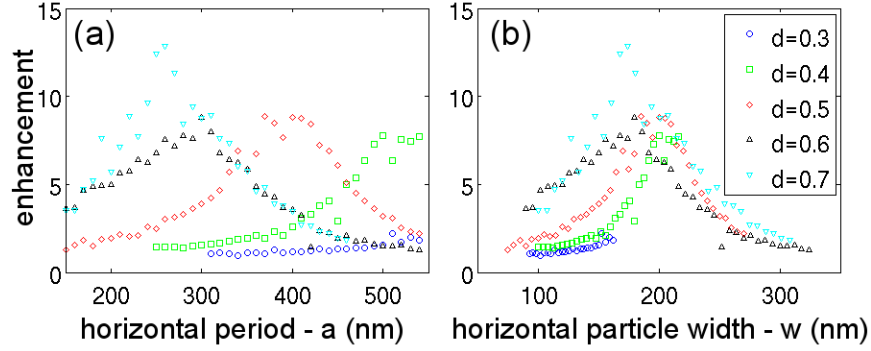 15
(a)
10
5
0
enhancement
200 300 400 500
horizontal period - a (nm)
15
(b)
10
5
0
d=0.3
d=0.4
d=0.5
d=0.6
d=0.7
100 200 300
horizontal particle width - w (nm)